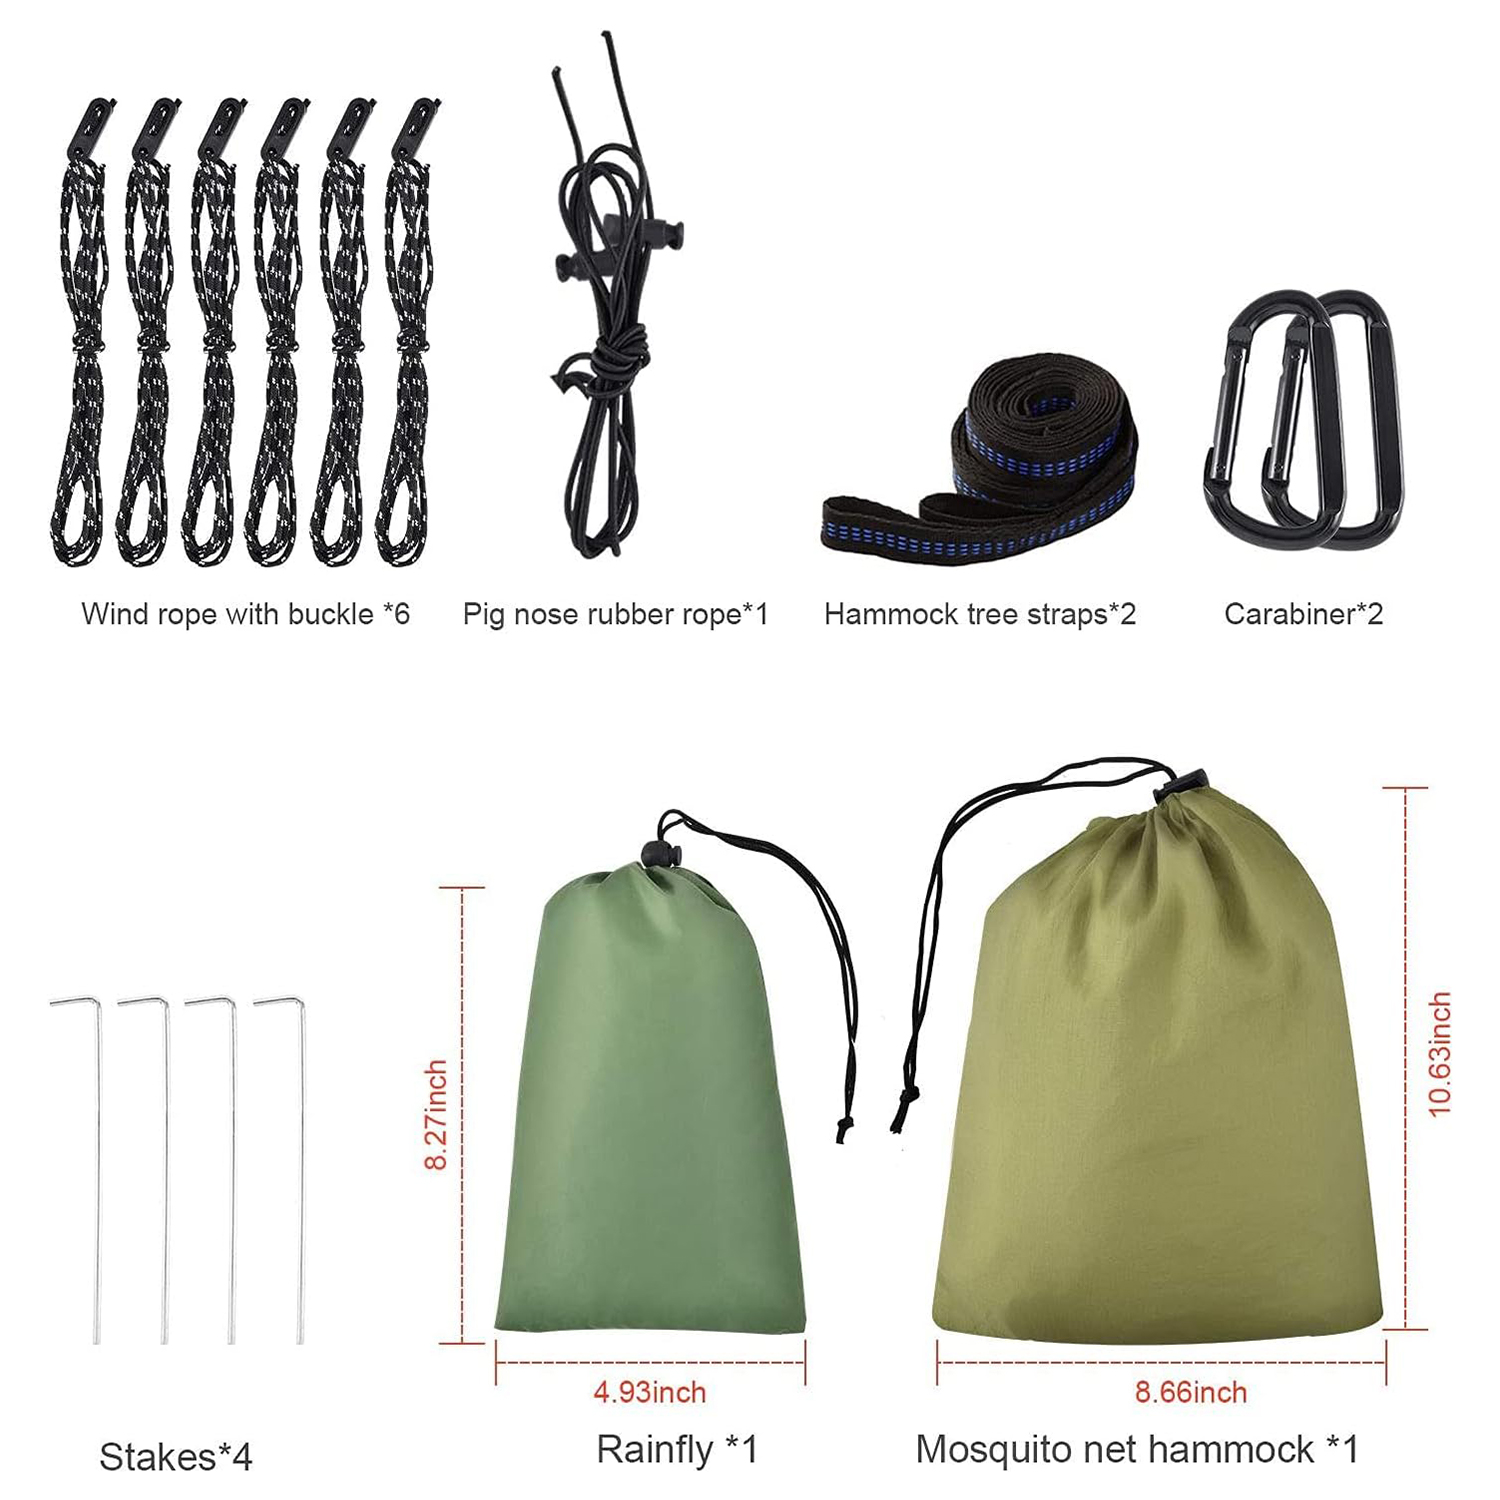 Wind rope with buckle *6
Pig nose rubber rope*1
Hammock tree straps*2
Carabiner*2
8.27inch
4.93inch
10.63inch
8.66inch
Stakes*4
Rainfly *1
Mosquito net hammock *1